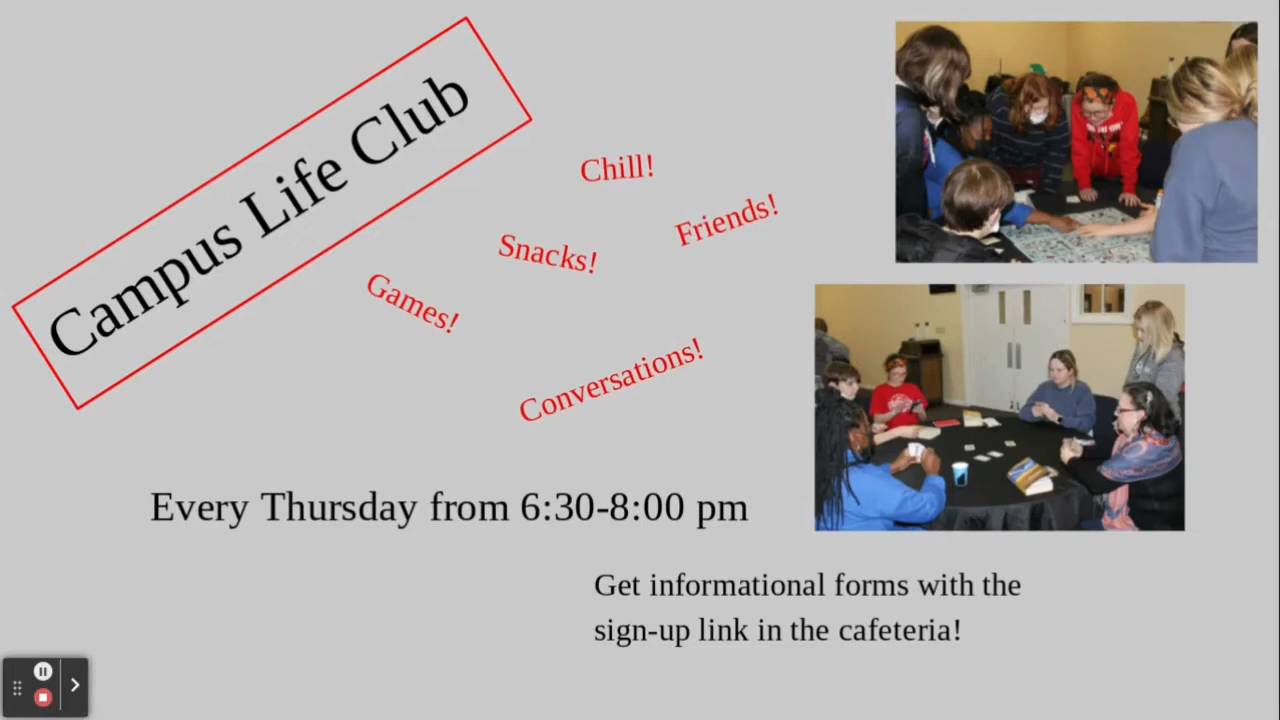 Campus Life Club
Chill!
Friends!
Snacks!
Games!
Conversations!
Every Thursday from 6:30-8:00 pm
Get informational forms with the
sign-up link in the cafeteria!